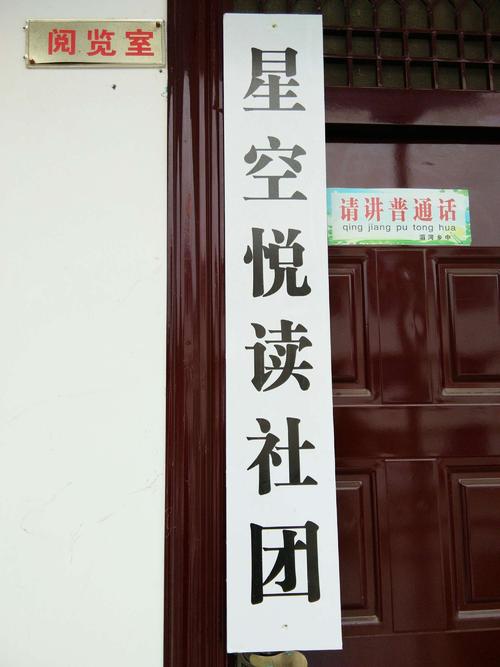 阅览室
星空悦读社团
请讲普通话
qing jiang pu tong hua